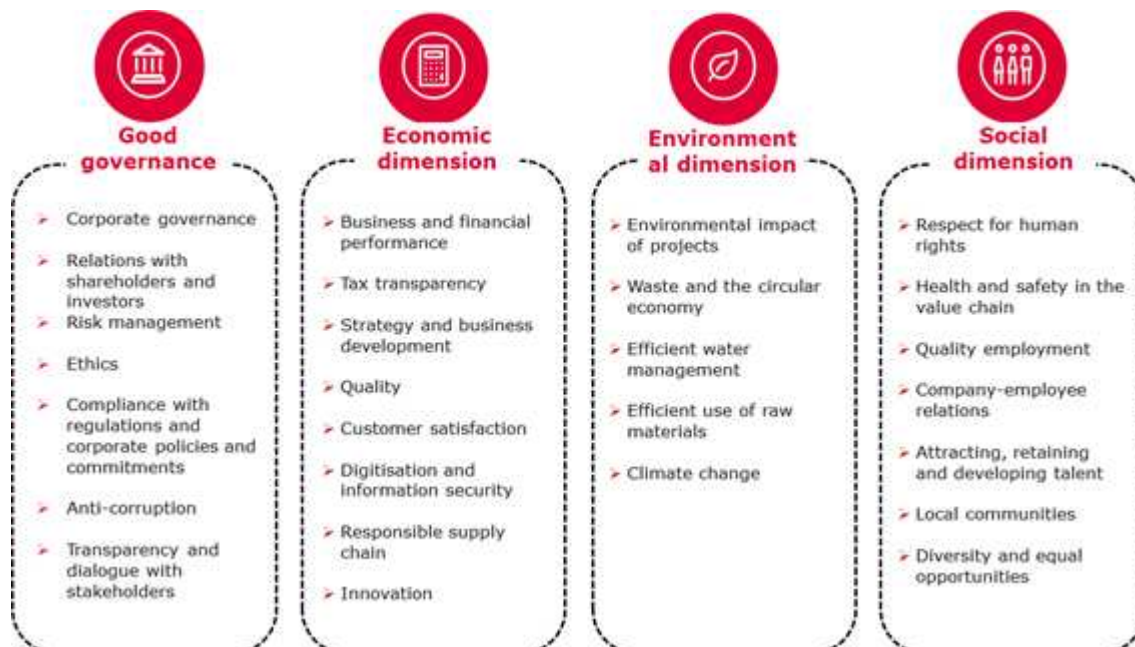 Good
governance
Corporate governance
Relations with
shareholders and
investors
Risk management
Ethics
Compliance with
regulations and
corporate policies and
commitments
Anti-corruption
Transparency and
dialogue with
stakeholders
Economic
dimension
Business and financial
performance
Tax transparency
Strategy and business
development
Quality
Customer satisfaction
Digitisation and
information security
Responsible supply
chain
Innovation
Environment
al dimension
Environmental impact
of projects
Waste and the circular
economy
Efficient water
management
Efficient use of raw
materials
Climate change
Social
dimension
Respect for human
rights
Health and safety in the
value chain
Quality employment
Company-employee
relations
Attracting, retaining
and developing talent
Local communities
Diversity and equal
opportunities